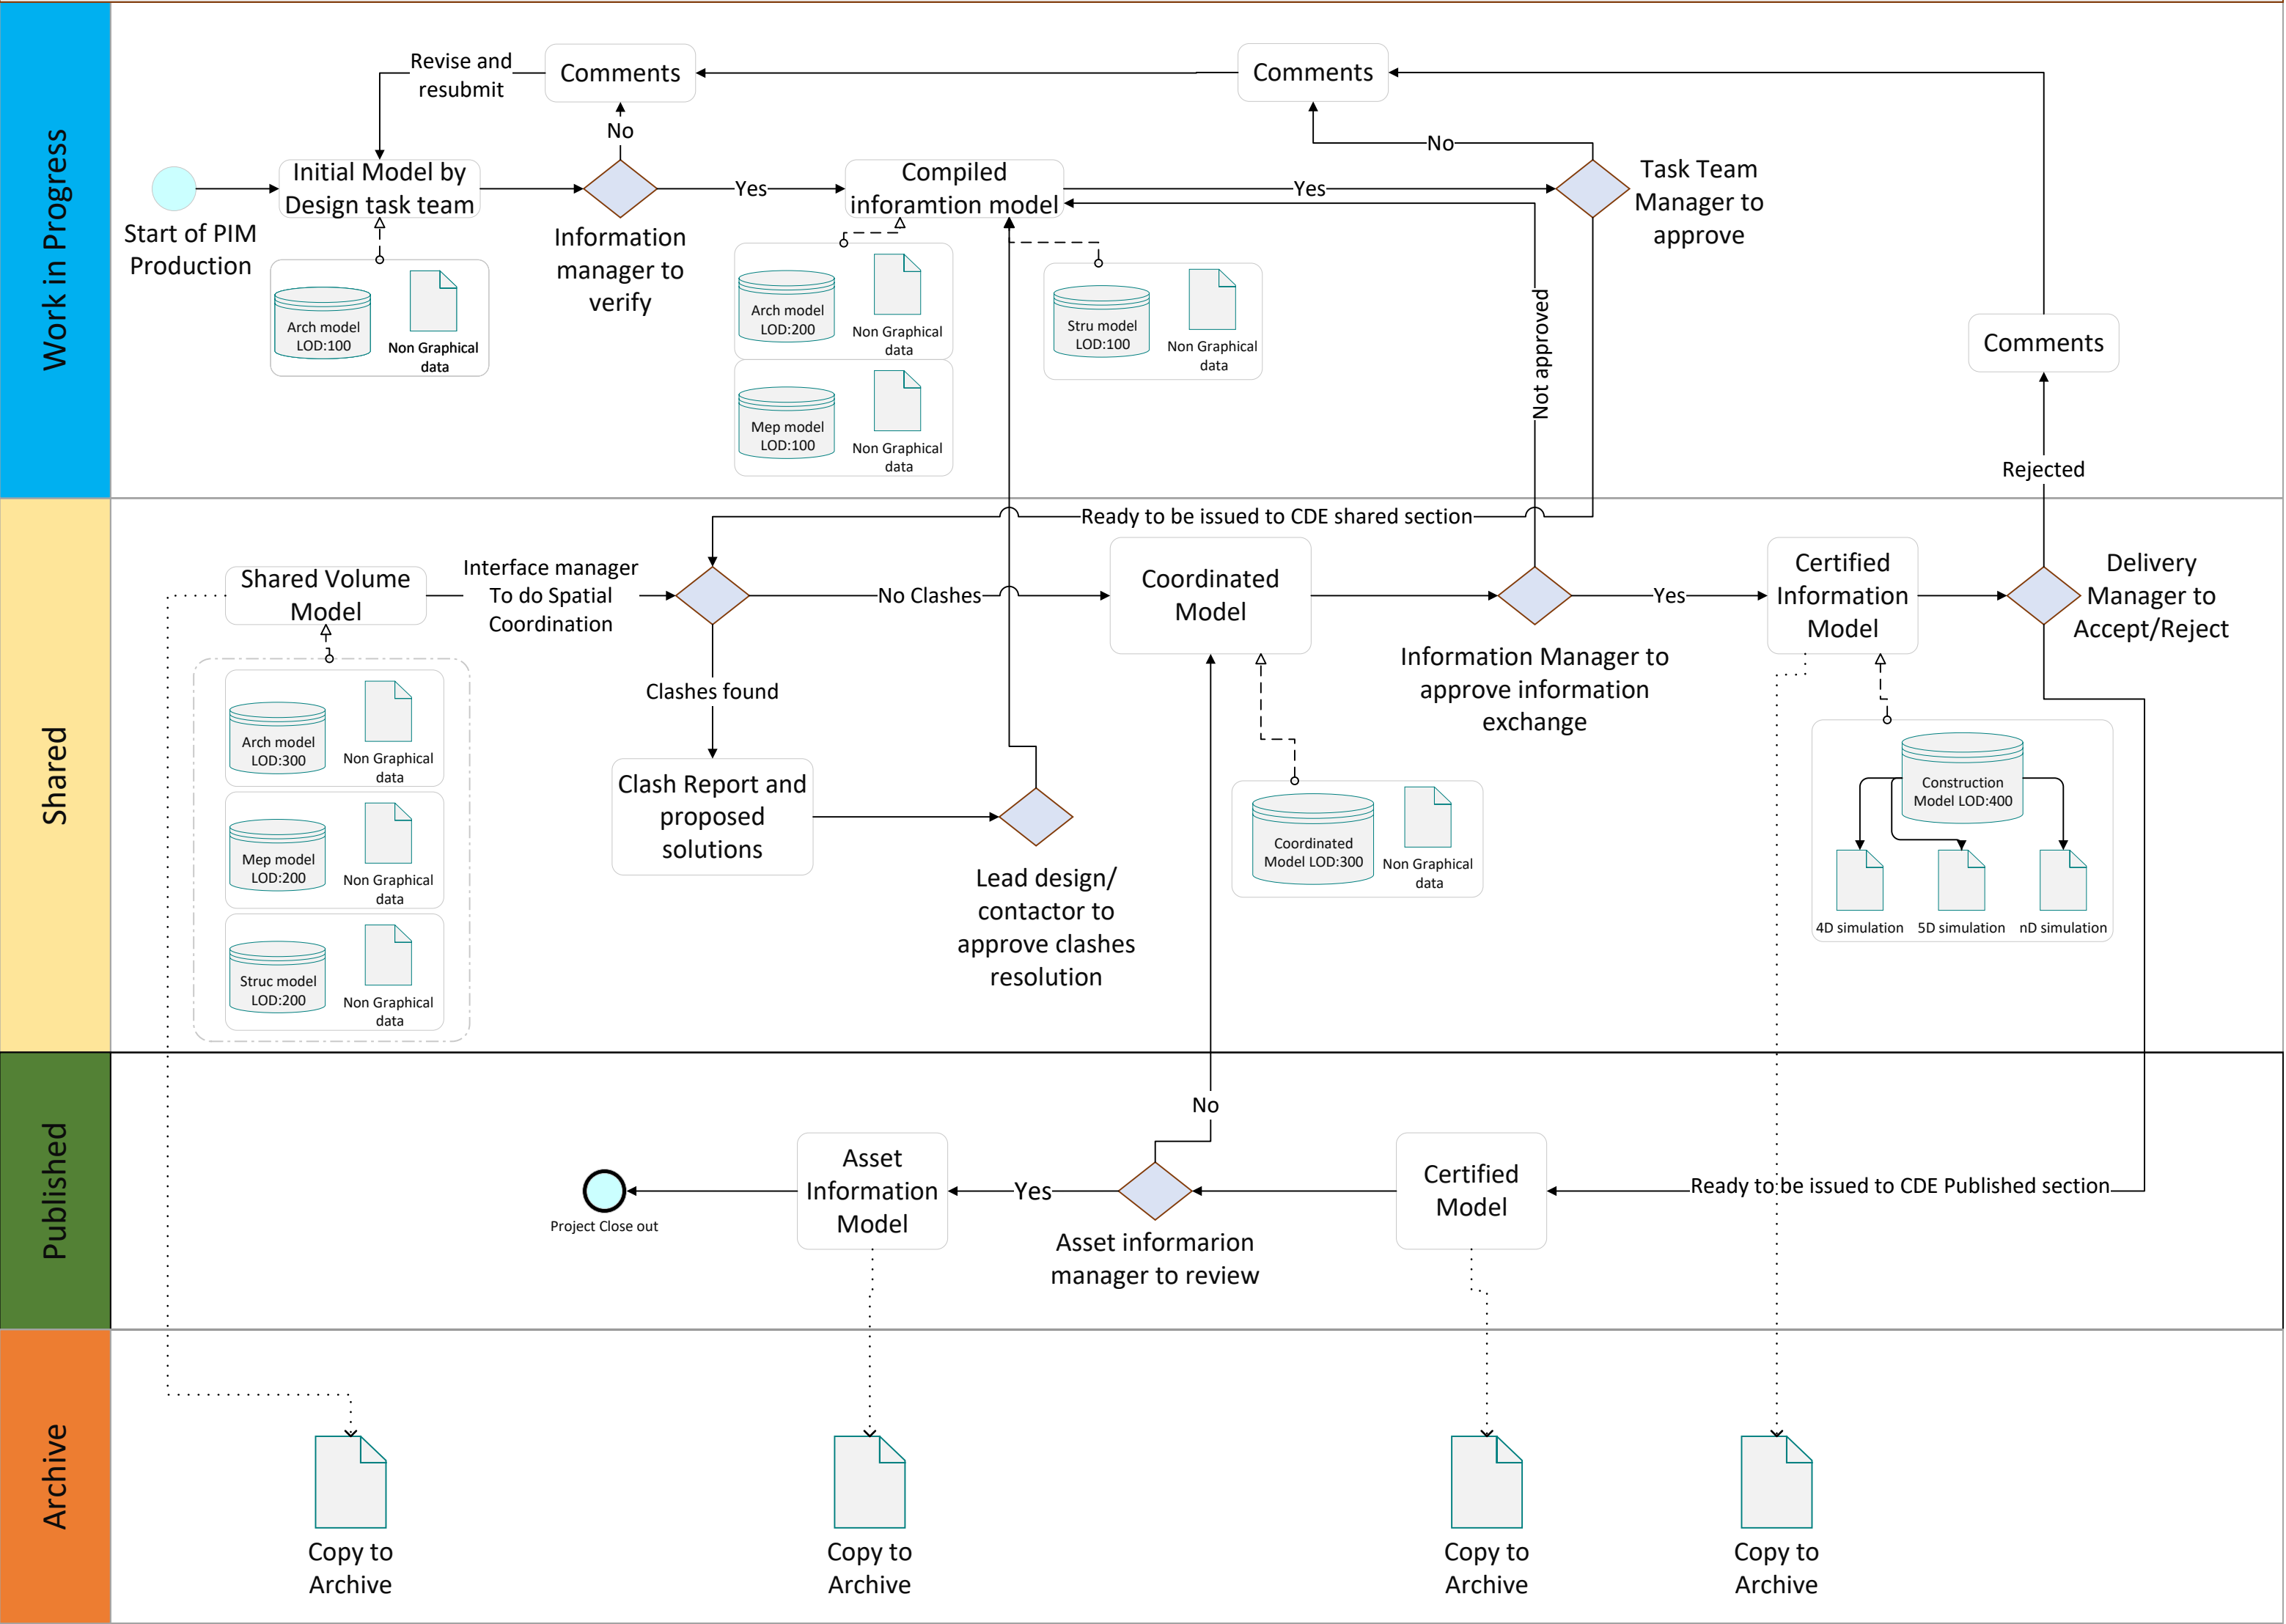 Work in Progress
Revise and
resubmit
Comments
Comments
No
No
Initial Model by
Design task team
Yes
Compiled
inforamtion model
Yes
Task Team
Manager to
approve
Start of PIM
Production
Information
manager to
verify
Arch model
LOD:100
Non Graphical
data
Arch model
LOD:200
Non Graphical
data
Mep model
LOD:100
Non Graphical
data
Stru model
LOD:100
Non Graphical
data
Not approved
Comments
Rejected
Shared
Ready to be issued to CDE shared section
Shared Volume
Model
Interface manager
To do Spatial
Coordination
No Clashes
Coordinated
Model
Yes
Certified
Information
Model
Delivery
Manager to
Accept/Reject
Information Manager to
approve information
exchange
Clashes found
Arch model
LOD:300
Non Graphical
data
Mep model
LOD:200
Non Graphical
data
Struc model
LOD:200
Non Graphical
data
Clash Report and
proposed
solutions
Lead design/
contactor to
approve clashes
resolution
Coordinated
Model LOD:300
Non Graphical
data
Construction
Model LOD:400
4D simulation
5D simulation
nD simulation
Published
No
Project Close out
Asset
Information
Model
Yes
Asset informarion
manager to review
Certified
Model
Ready to be issued to CDE Published section
Archive
Copy to
Archive
Copy to
Archive
Copy to
Archive
Copy to
Archive